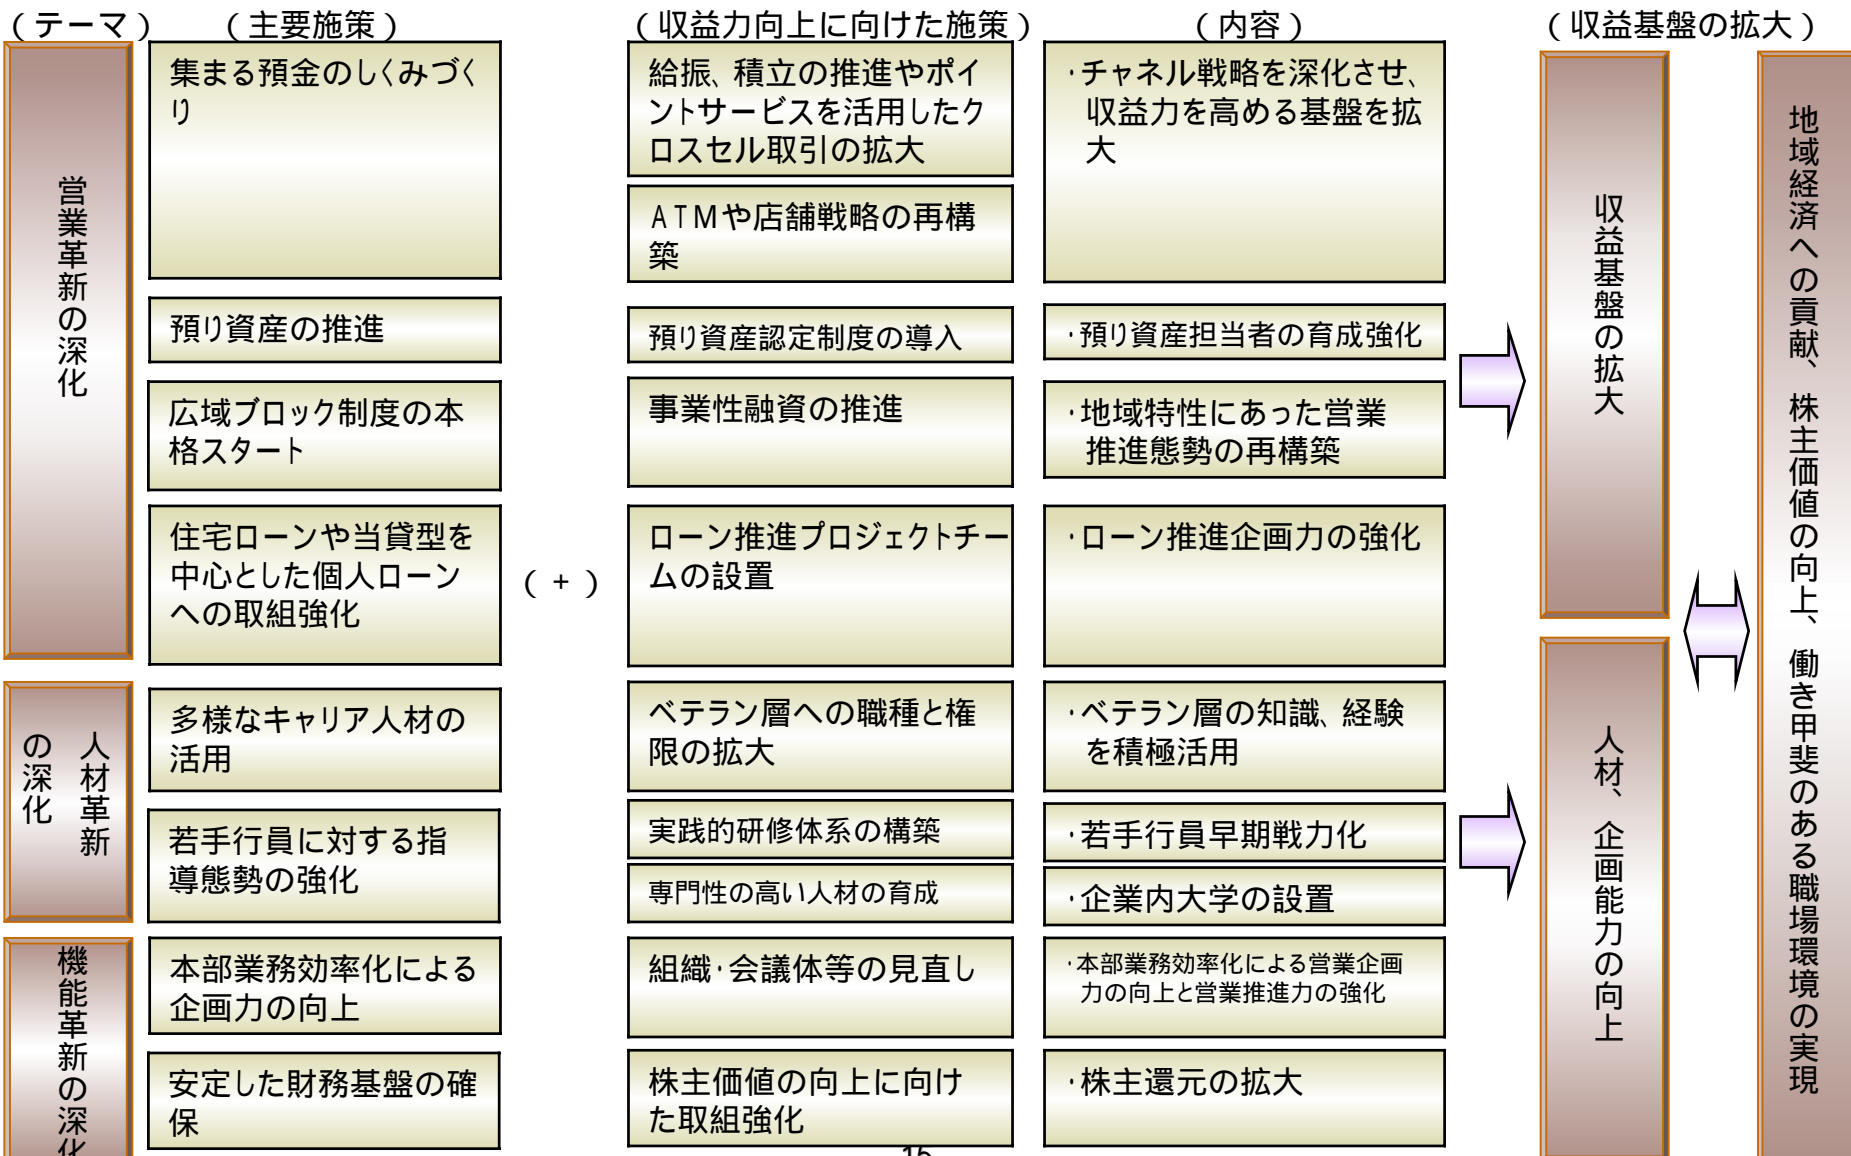 （テーマ）
（主要施策）
（収益力向上に向けた施策）
（内容）
（収益基盤の拡大）
営業革新の深化
集まる預金のしくみづく
り
給振、積立の推進やポイ
ントサービスを活用したク
ロスセル取引の拡大
ＡＴＭや店舗戦略の再構
築
・チャネル戦略を深化させ、
収益力を高める基盤を拡
大
預り資産の推進
預り資産認定制度の導入
・預り資産担当者の育成強化
広域ブロック制度の本
格スタート
事業性融資の推進
・地域特性にあった営業
推進態勢の再構築
住宅ローンや当貸型を
中心とした個人ローン
への取組強化
（＋）
ローン推進プロジェクトチー
ムの設置
・ローン推進企画力の強化
人材革新
の深化
多様なキャリア人材の
活用
ベテラン層への職種と権
限の拡大
・ベテラン層の知識、経験
を積極活用
若手行員に対する指
導態勢の強化
実践的研修体系の構築
・若手行員早期戦力化
専門性の高い人材の育成
・企業内大学の設置
機能革新の深化
本部業務効率化による
企画力の向上
組織・会議体等の見直し
・本部業務効率化による営業企画
力の向上と営業推進力の強化
安定した財務基盤の確
保
株主価値の向上に向け
た取組強化
・株主還元の拡大
収益基盤の拡大
人材、企画能力の向上
地域経済への貢献、株主価値の向上、働き甲斐のある職場環境の実現
15